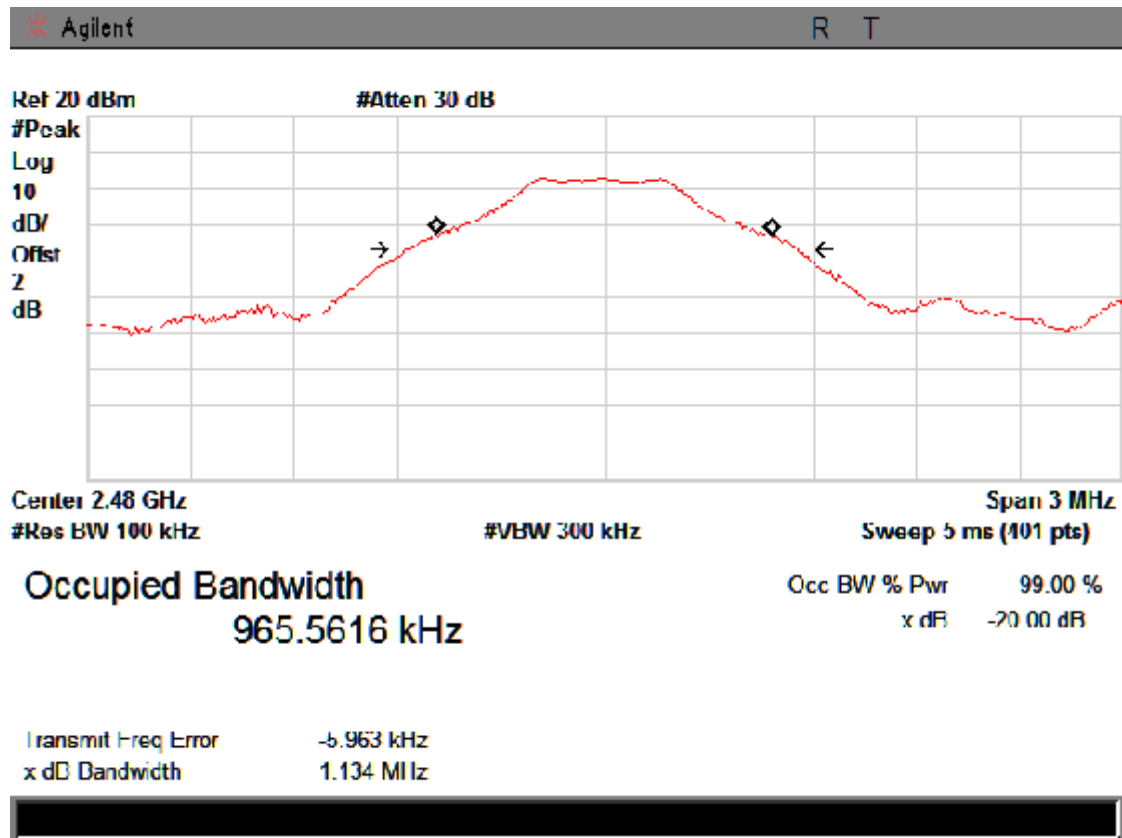 Agilent
R T
Ref 20 dBm #Atten 30 dB
#Peak
Log
10
dB/
Offst
2
dB
Center 2.48 GHz Span 3 MHz
#Res BW 100 kHz #VBW 300 kHz Sweep 5 ms (401 pts)
Occupied Bandwidth Occ BW % Pwr 99.00 %
965.5616 kHz x dB -20.00 dB
Transmit Freq Error -5.963 kHz
x dB Bandwidth 1.134 MHz